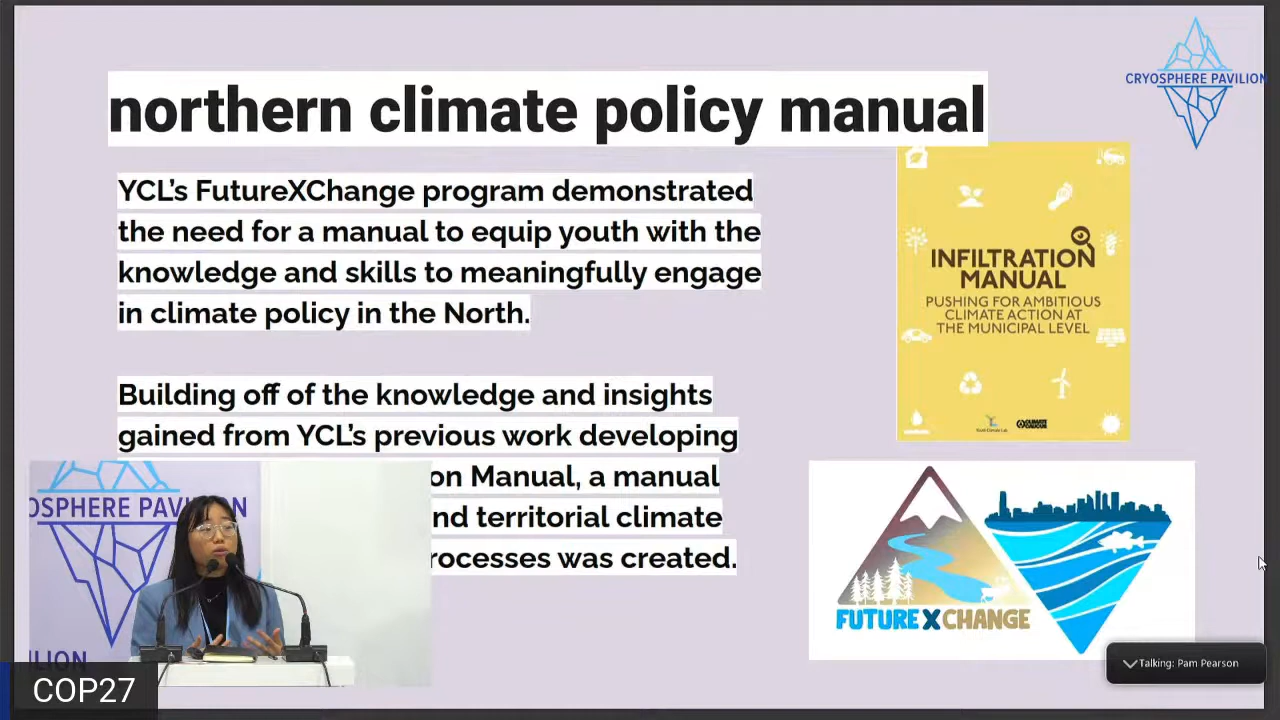 northern climate policy manual
CRYOSPHERE PAVILION
YCL’s FutureXChange program demonstrated
the need for a manual to equip youth with the
knowledge and skills to meaningfully engage
in climate policy in the North.
Building off of the knowledge and insights
gained from YCL’s previous work developing
on Manual, a manual
nd territorial climate
rocesses was created.
INFILTRATION
MANUAL
PUSHING FOR AMBITIOUS
CLIMATE ACTION AT
THE MUNICIPAL LEVEL
FUTURE X CHANGE
OSPHERE PAVILION
ILION
COP27
Talking: Pam Pearson